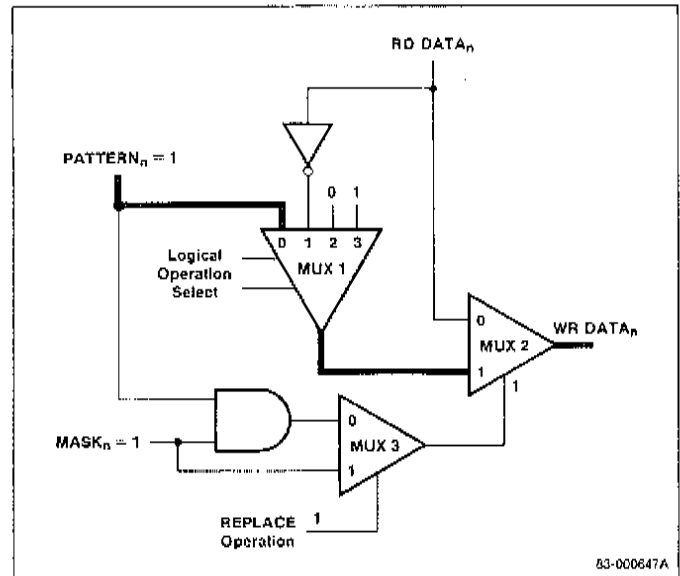 RD DATAn
PATTERNn = 1
0 1
0 1 2 3
MUX 1
Logical
Operation
Select
0
MUX 2
1
WR DATAn
1
0
MUX 3
1
MASKn = 1
1
REPLACE
Operation
83-000647A